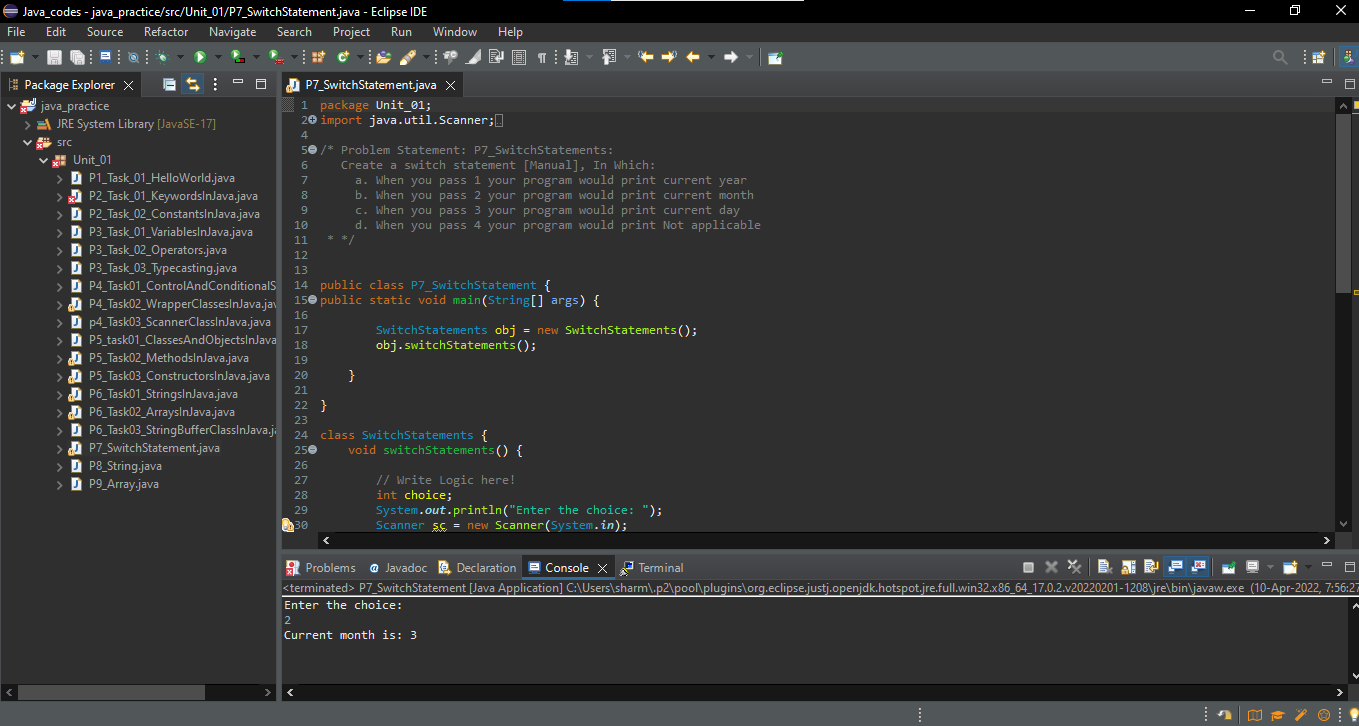 Java_codes - java_practice/src/Unit_01/P7_SwitchStatement.java - Eclipse IDE
File Edit Source Refactor Navigate Search Project Run Window Help
Package Explorer
java_practice
JRE System Library [JavaSE-17]
src
Unit_01
P1_Task_01_HelloWorld.java
P2_Task_01_KeywordsInJava.java
P2_Task_02_ConstantsInJava.java
P3_Task_01_VariablesInJava.java
P3_Task_02_Operators.java
P3_Task_03_Typecasting.java
P4_Task01_ControlAndConditionalS
P4_Task02_WrapperClassesInJava.jav
p4_Task03_ScannerClassInJava.java
P5_task01_ClassesAndObjectsInJava
P5_Task02_MethodsInJava.java
P5_Task03_ConstructorsInJava.java
P6_Task01_StringsInJava.java
P6_Task02_ArraysInJava.java
P6_Task03_StringBufferClassInJava.ja
P7_SwitchStatement.java
P8_String.java
P9_Array.java
P7_SwitchStatement.java
1 package Unit_01;
2 import java.util.Scanner;
4
5 /* Problem Statement: P7_SwitchStatements:
6 Create a switch statement [Manual], In Which:
7 a. When you pass 1 your program would print current year
8 b. When you pass 2 your program would print current month
9 c. When you pass 3 your program would print current day
10 d. When you pass 4 your program would print Not applicable
11 * */
12
13
14 public class P7_SwitchStatement {
15 public static void main(String[] args) {
16
17 SwitchStatements obj = new SwitchStatements();
18 obj.switchStatements();
19
20 }
21
22 }
23
24 class SwitchStatements {
25 void switchStatements() {
26
27 // Write Logic here!
28 int choice;
29 System.out.println("Enter the choice: ");
30 Scanner sc = new Scanner(System.in);
Problems Javadoc Declaration Console Terminal
<terminated> P7_SwitchStatement [Java Application] C:\Users\sharm\.p2\pool\plugins\org.eclipse.justj.openjdk.hotspot.jre.full.win32.x86_64_17.0.2.v20220201-1208\jre\bin\javaw.exe (10-Apr-2022, 7:56:27
Enter the choice:
2
Current month is: 3